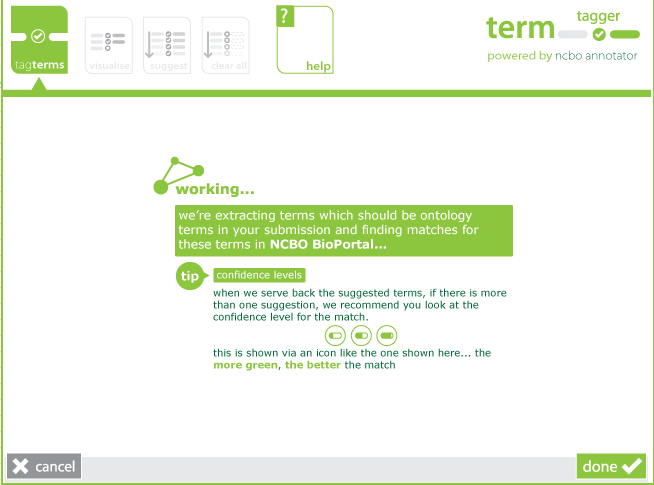 tagterms
visualise
suggest
clear all
?
help
term tagger
powered by ncbo annotator
working...
we're extracting terms which should be ontology
terms in your submission and finding matches for
these terms in NCBO BioPortal...
tip
confidence levels
when we serve back the suggested terms, if there is more
than one suggestion, we recommend you look at the
confidence level for the match.
this is shown via an icon like the one shown here... the
more green, the better the match
cancel
done